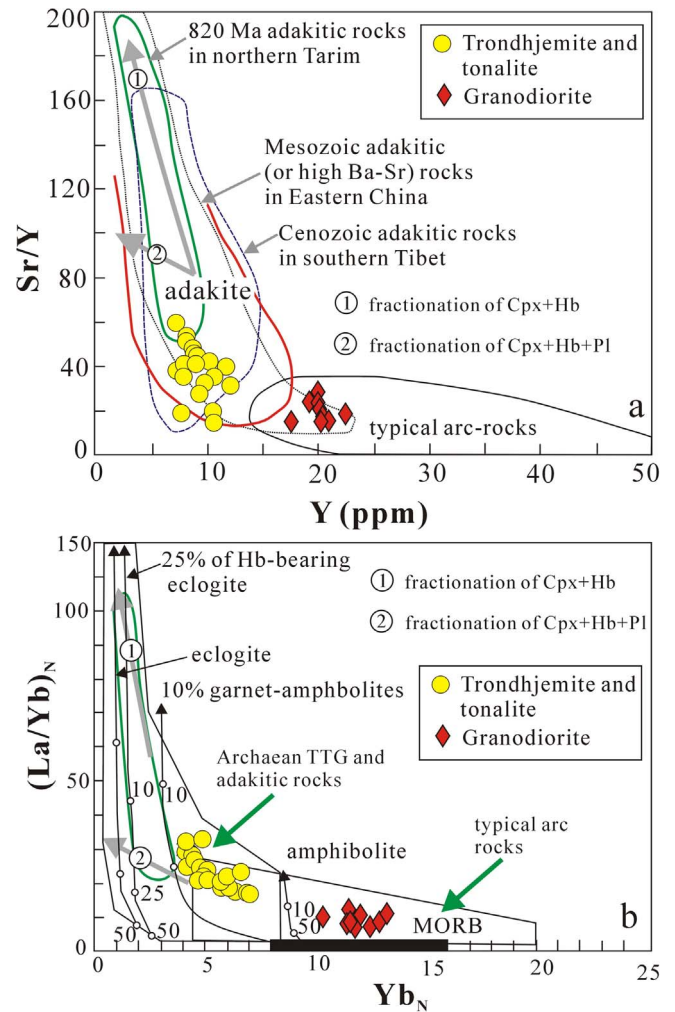 200
160
120
80
40
0
Sr/Y
820 Ma adakitic rocks
in northern Tarim
Trondhjemite and
tonalite
Granodiorite
1
Mesozoic adakitic
(or high Ba-Sr) rocks
in Eastern China
2
Cenozoic adakitic rocks
in southern Tibet
adakite
1 fractionation of Cpx+Hb
2 fractionation of Cpx+Hb+Pl
typical arc-rocks
a
0 10 20 30 40 50
Y (ppm)
150
100
50
0
(La/Yb)N
25% of Hb-bearing
eclogite
1 fractionation of Cpx+Hb
2 fractionation of Cpx+Hb+Pl
1
eclogite
10% garnet-amphbolites
Trondhjemite and
tonalite
Granodiorite
Archaean TTG and
adakitic rocks
10
10
typical arc
rocks
2
amphibolite
25
10
50
50
50
MORB
b
0 5 10 15 20 25
YbN